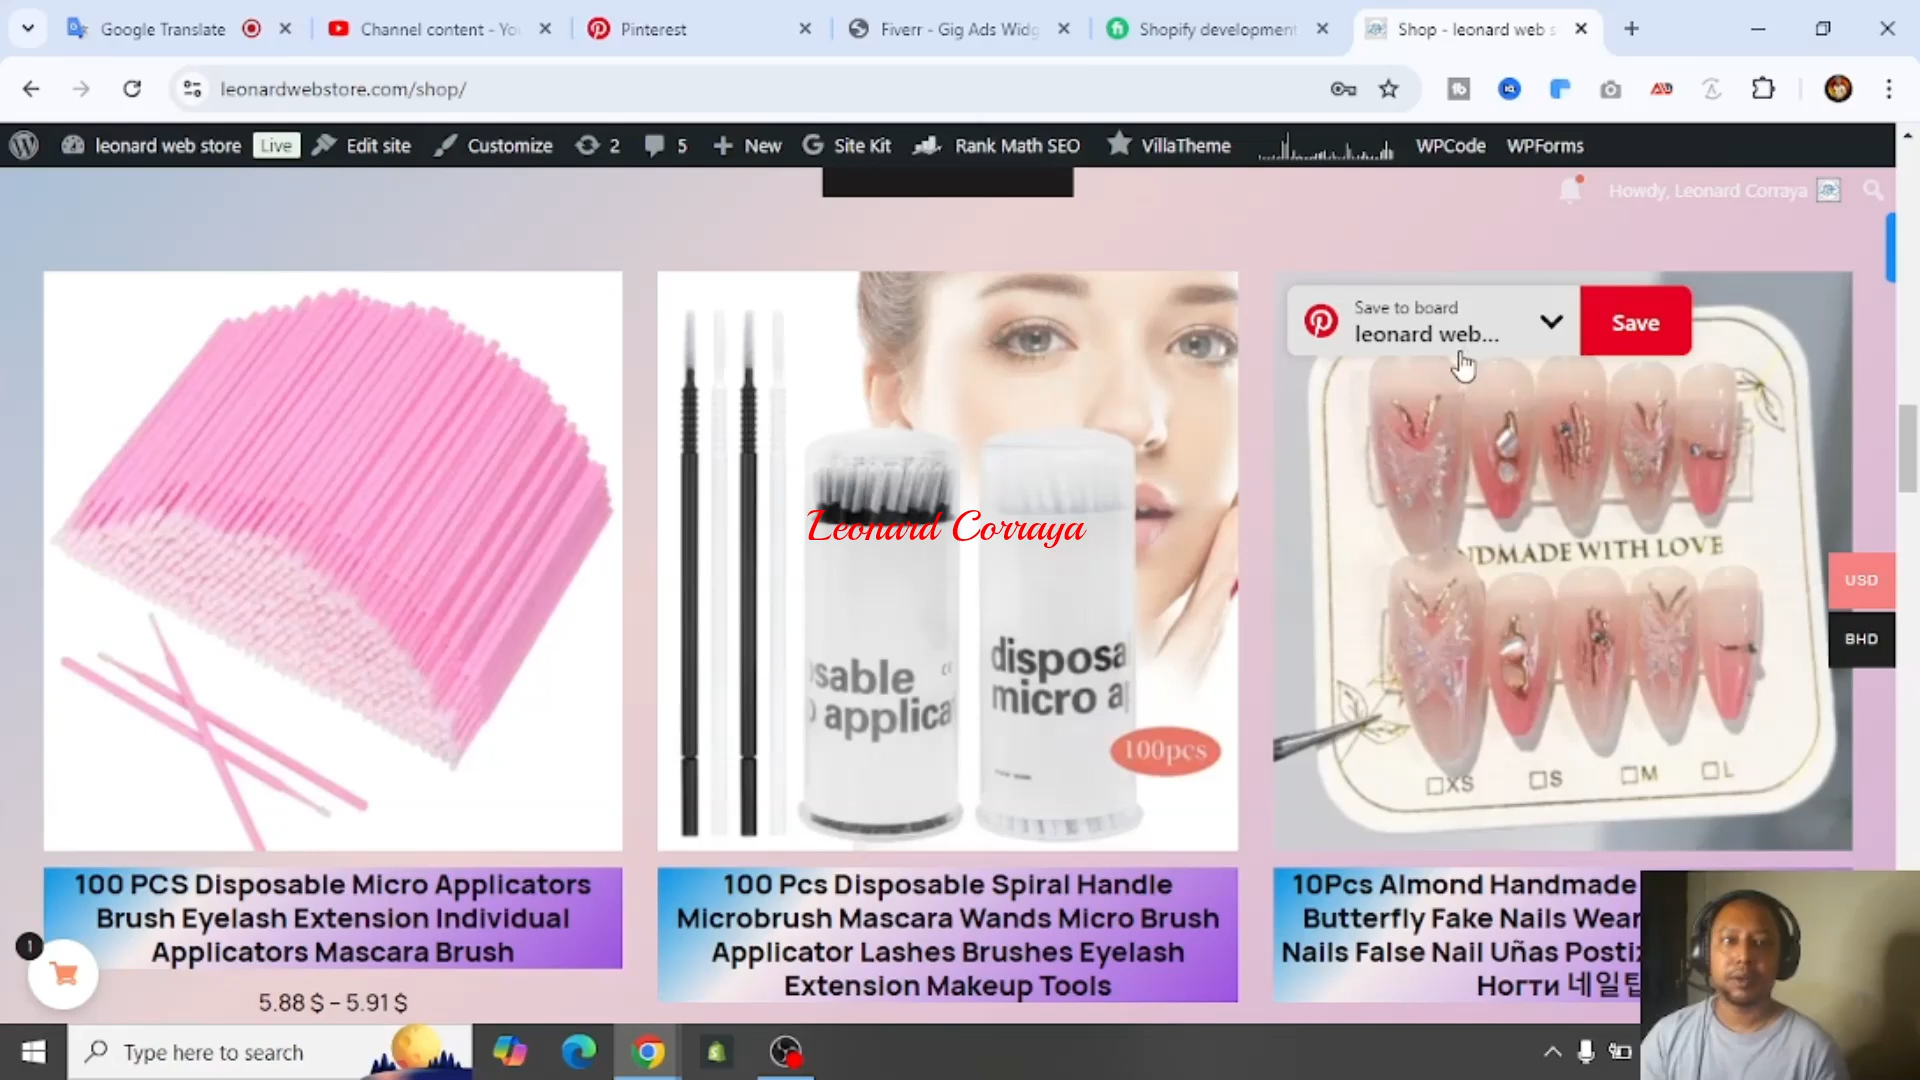 Google Translate
Channel content - Yo
Pinterest
Fiverr - Gig Ads Widg
Shopify development
Shop - leonard web s
leonardwebstore.com/shop/
leonard web store
Live
Edit site
Customize
2
5
New
Site Kit
Rank Math SEO
VillaTheme
WPCode
WPForms
Howdy, Leonard Corraya
Save to board
leonard web...
Save
Leonard Corraya
sable
applica
disposa
micro a
100pcs
NDMADE WITH LOVE
XS
S
M
L
USD
BHD
100 PCS Disposable Micro Applicators
Brush Eyelash Extension Individual
Applicators Mascara Brush
5.88 $ – 5.91 $
100 Pcs Disposable Spiral Handle
Microbrush Mascara Wands Micro Brush
Applicator Lashes Brushes Eyelash
Extension Makeup Tools
10Pcs Almond Handmade
Butterfly Fake Nails Wear
Nails False Nail Uñas Posti
Ногти 네일팁
1
Type here to search